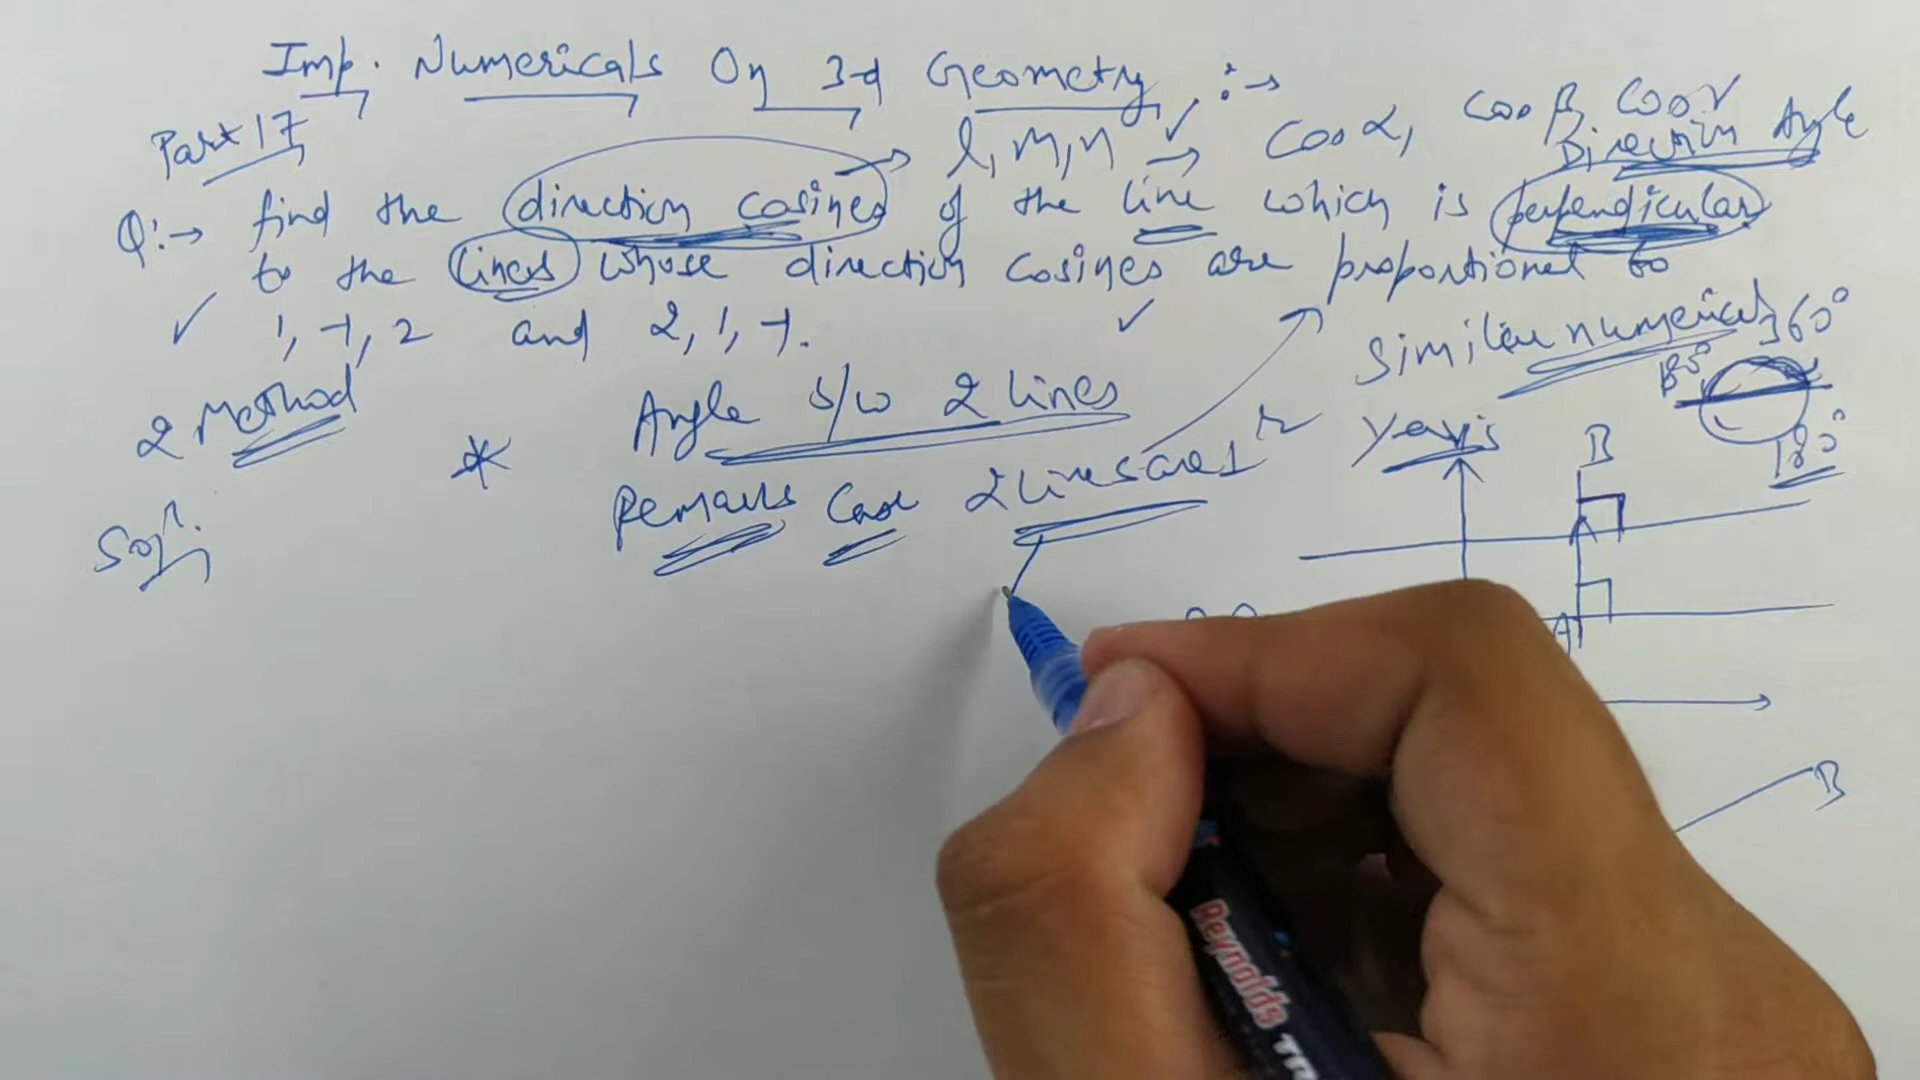 Imp. Numericals On 3-d Geometry :→
Part 17
l, m, n → Cos α, Cos β, Cos γ
Direction Angle
Q:→ find the direction cosines of the line which is perpendicular
to the lines whose direction cosines are proportional to
1, -1, 2 and 2, 1, -1.
Similar numerical
360°
180°
180°
2 Method
Angle b/w 2 lines
* Remarks Case 2 lines are ⊥r
Y axis
B
Soln.
A
B
Reynolds